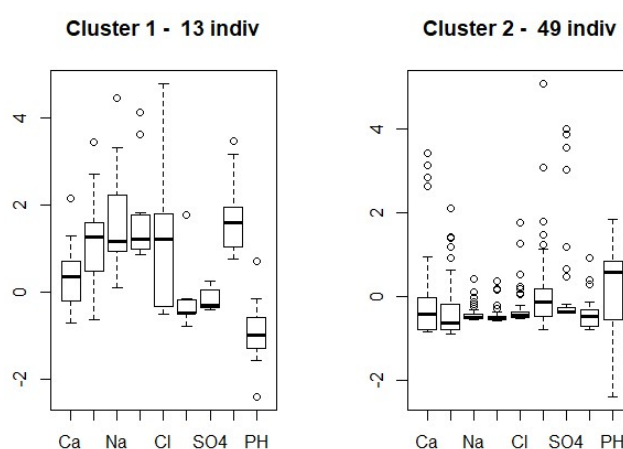 Cluster 1 - 13 indiv
4
2
0
-2
Ca Na Cl SO4 PH
Cluster 2 - 49 indiv
4
2
0
-2
Ca Na Cl SO4 PH